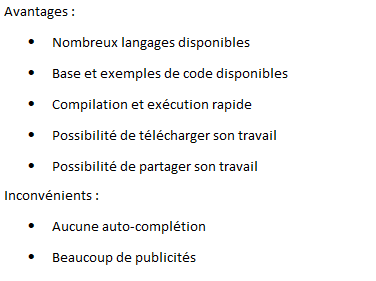 Avantages :
• Nombreux langages disponibles
• Base et exemples de code disponibles
• Compilation et exécution rapide
• Possibilité de télécharger son travail
• Possibilité de partager son travail
Inconvénients :
• Aucune auto-complétion
• Beaucoup de publicités